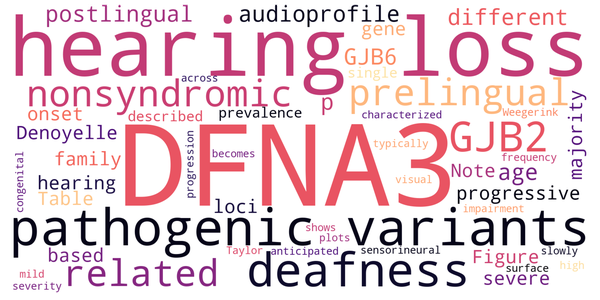 postlingual audioprofile different
gene
hearing loss
GJB6
across single
nonsyndromic prelingual
onset described prevalence p characterized Weegerink
Denoyelle DFNA3 GJB2
family progression becomes typically frequency majority
congenital hearing visual Note age
Table loci progressive
impairment
pathogenic variants
shows
based plots Figure
Taylor anticipated sensorineural slowly
related deafness severe
mild surface high
severity